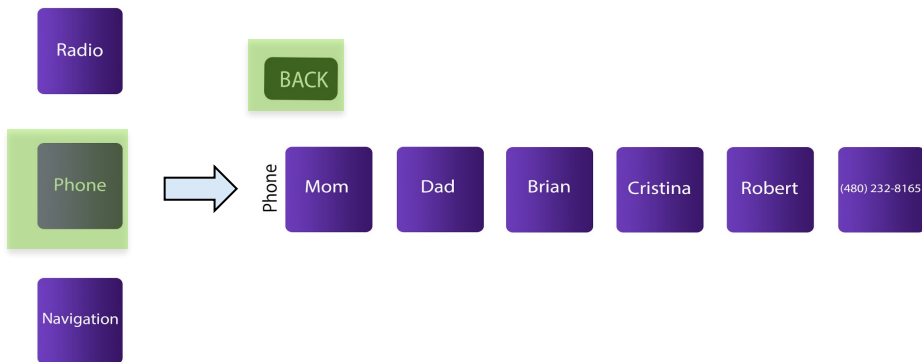 Radio
Phone
Navigation
BACK
Phone
Mom
Dad
Brian
Cristina
Robert
(480) 232-8165